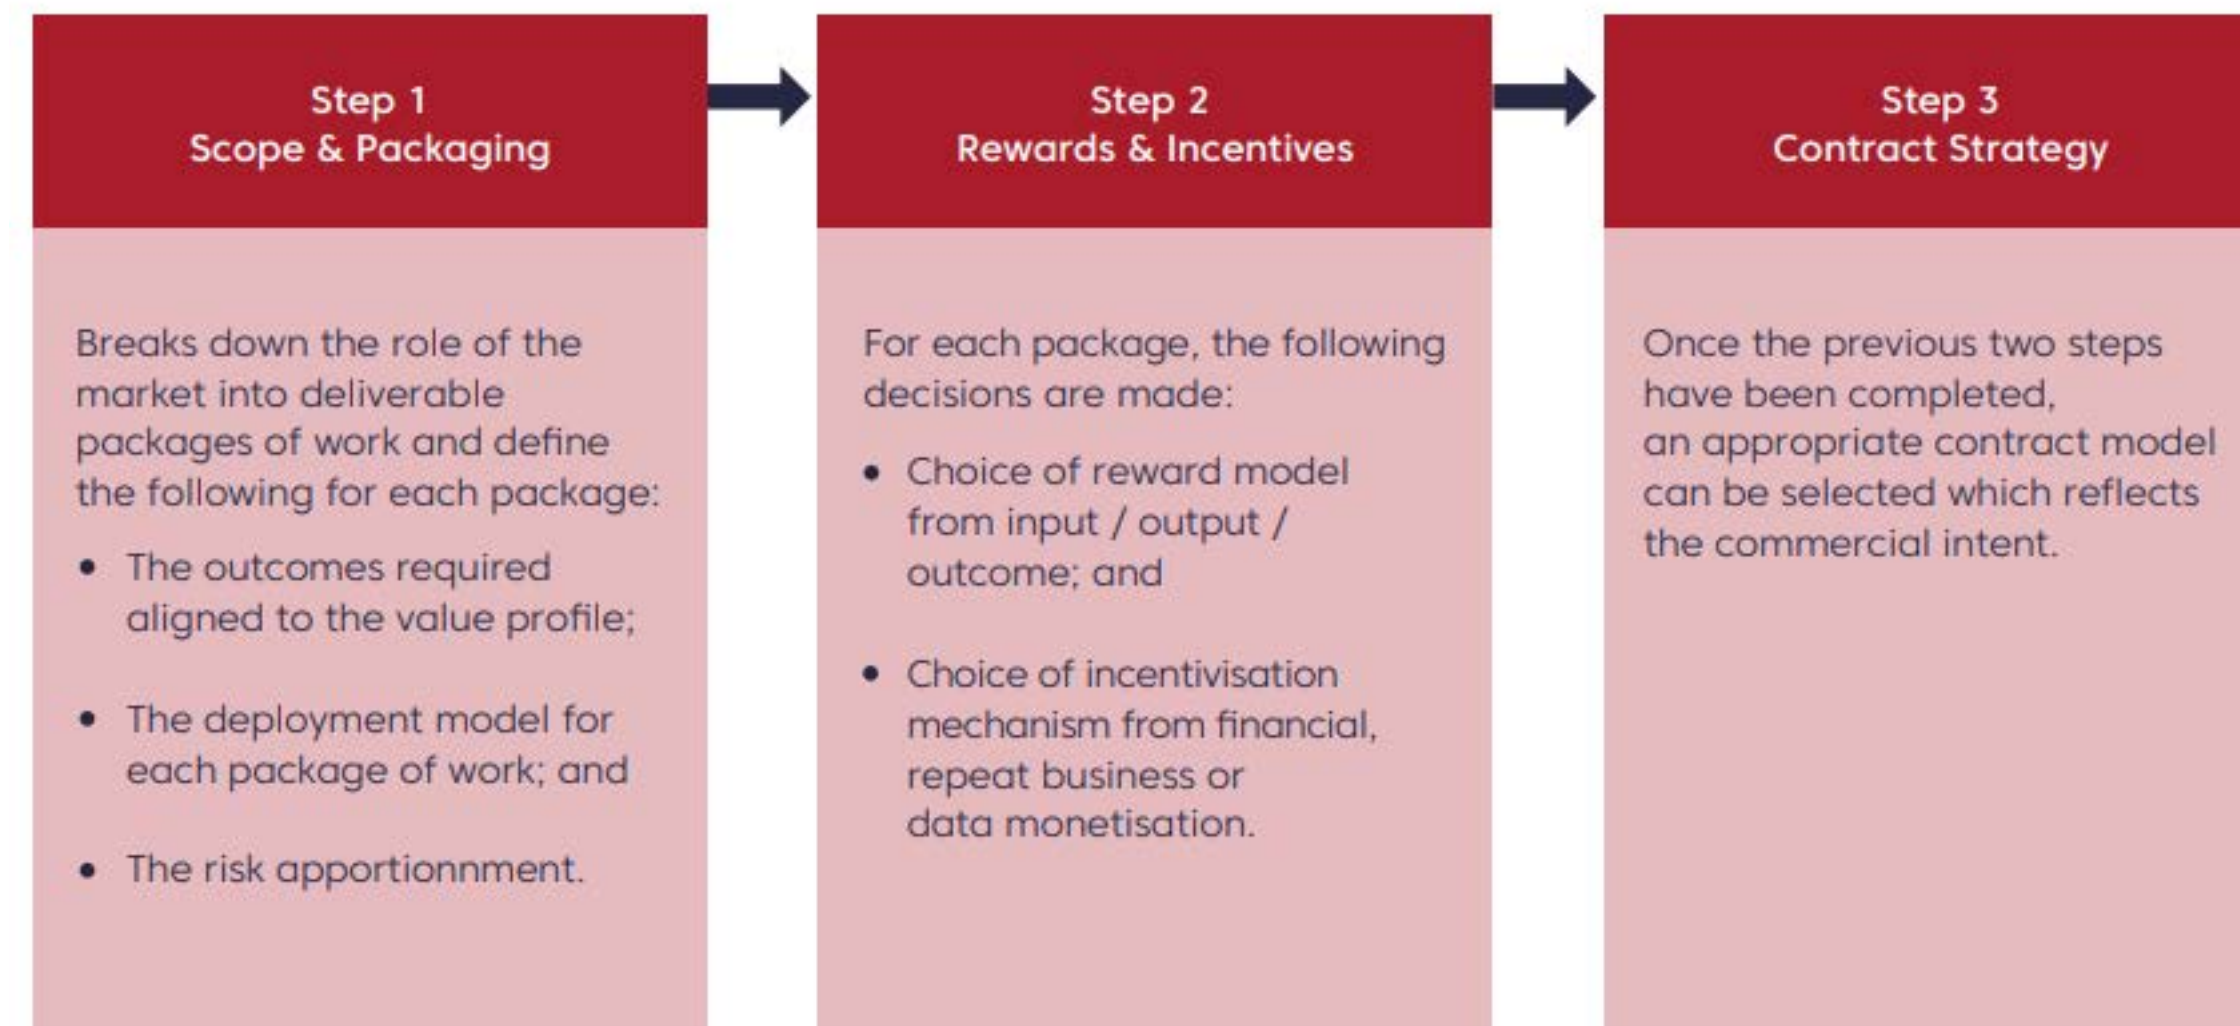 Step 1
Scope & Packaging
Breaks down the role of the
market into deliverable
packages of work and define
the following for each package:
• The outcomes required
aligned to the value profile;
• The deployment model for
each package of work; and
• The risk apportionnment.
Step 2
Rewards & Incentives
For each package, the following
decisions are made:
• Choice of reward model
from input / output /
outcome; and
• Choice of incentivisation
mechanism from financial,
repeat business or
data monetisation.
Step 3
Contract Strategy
Once the previous two steps
have been completed,
an appropriate contract model
can be selected which reflects
the commercial intent.